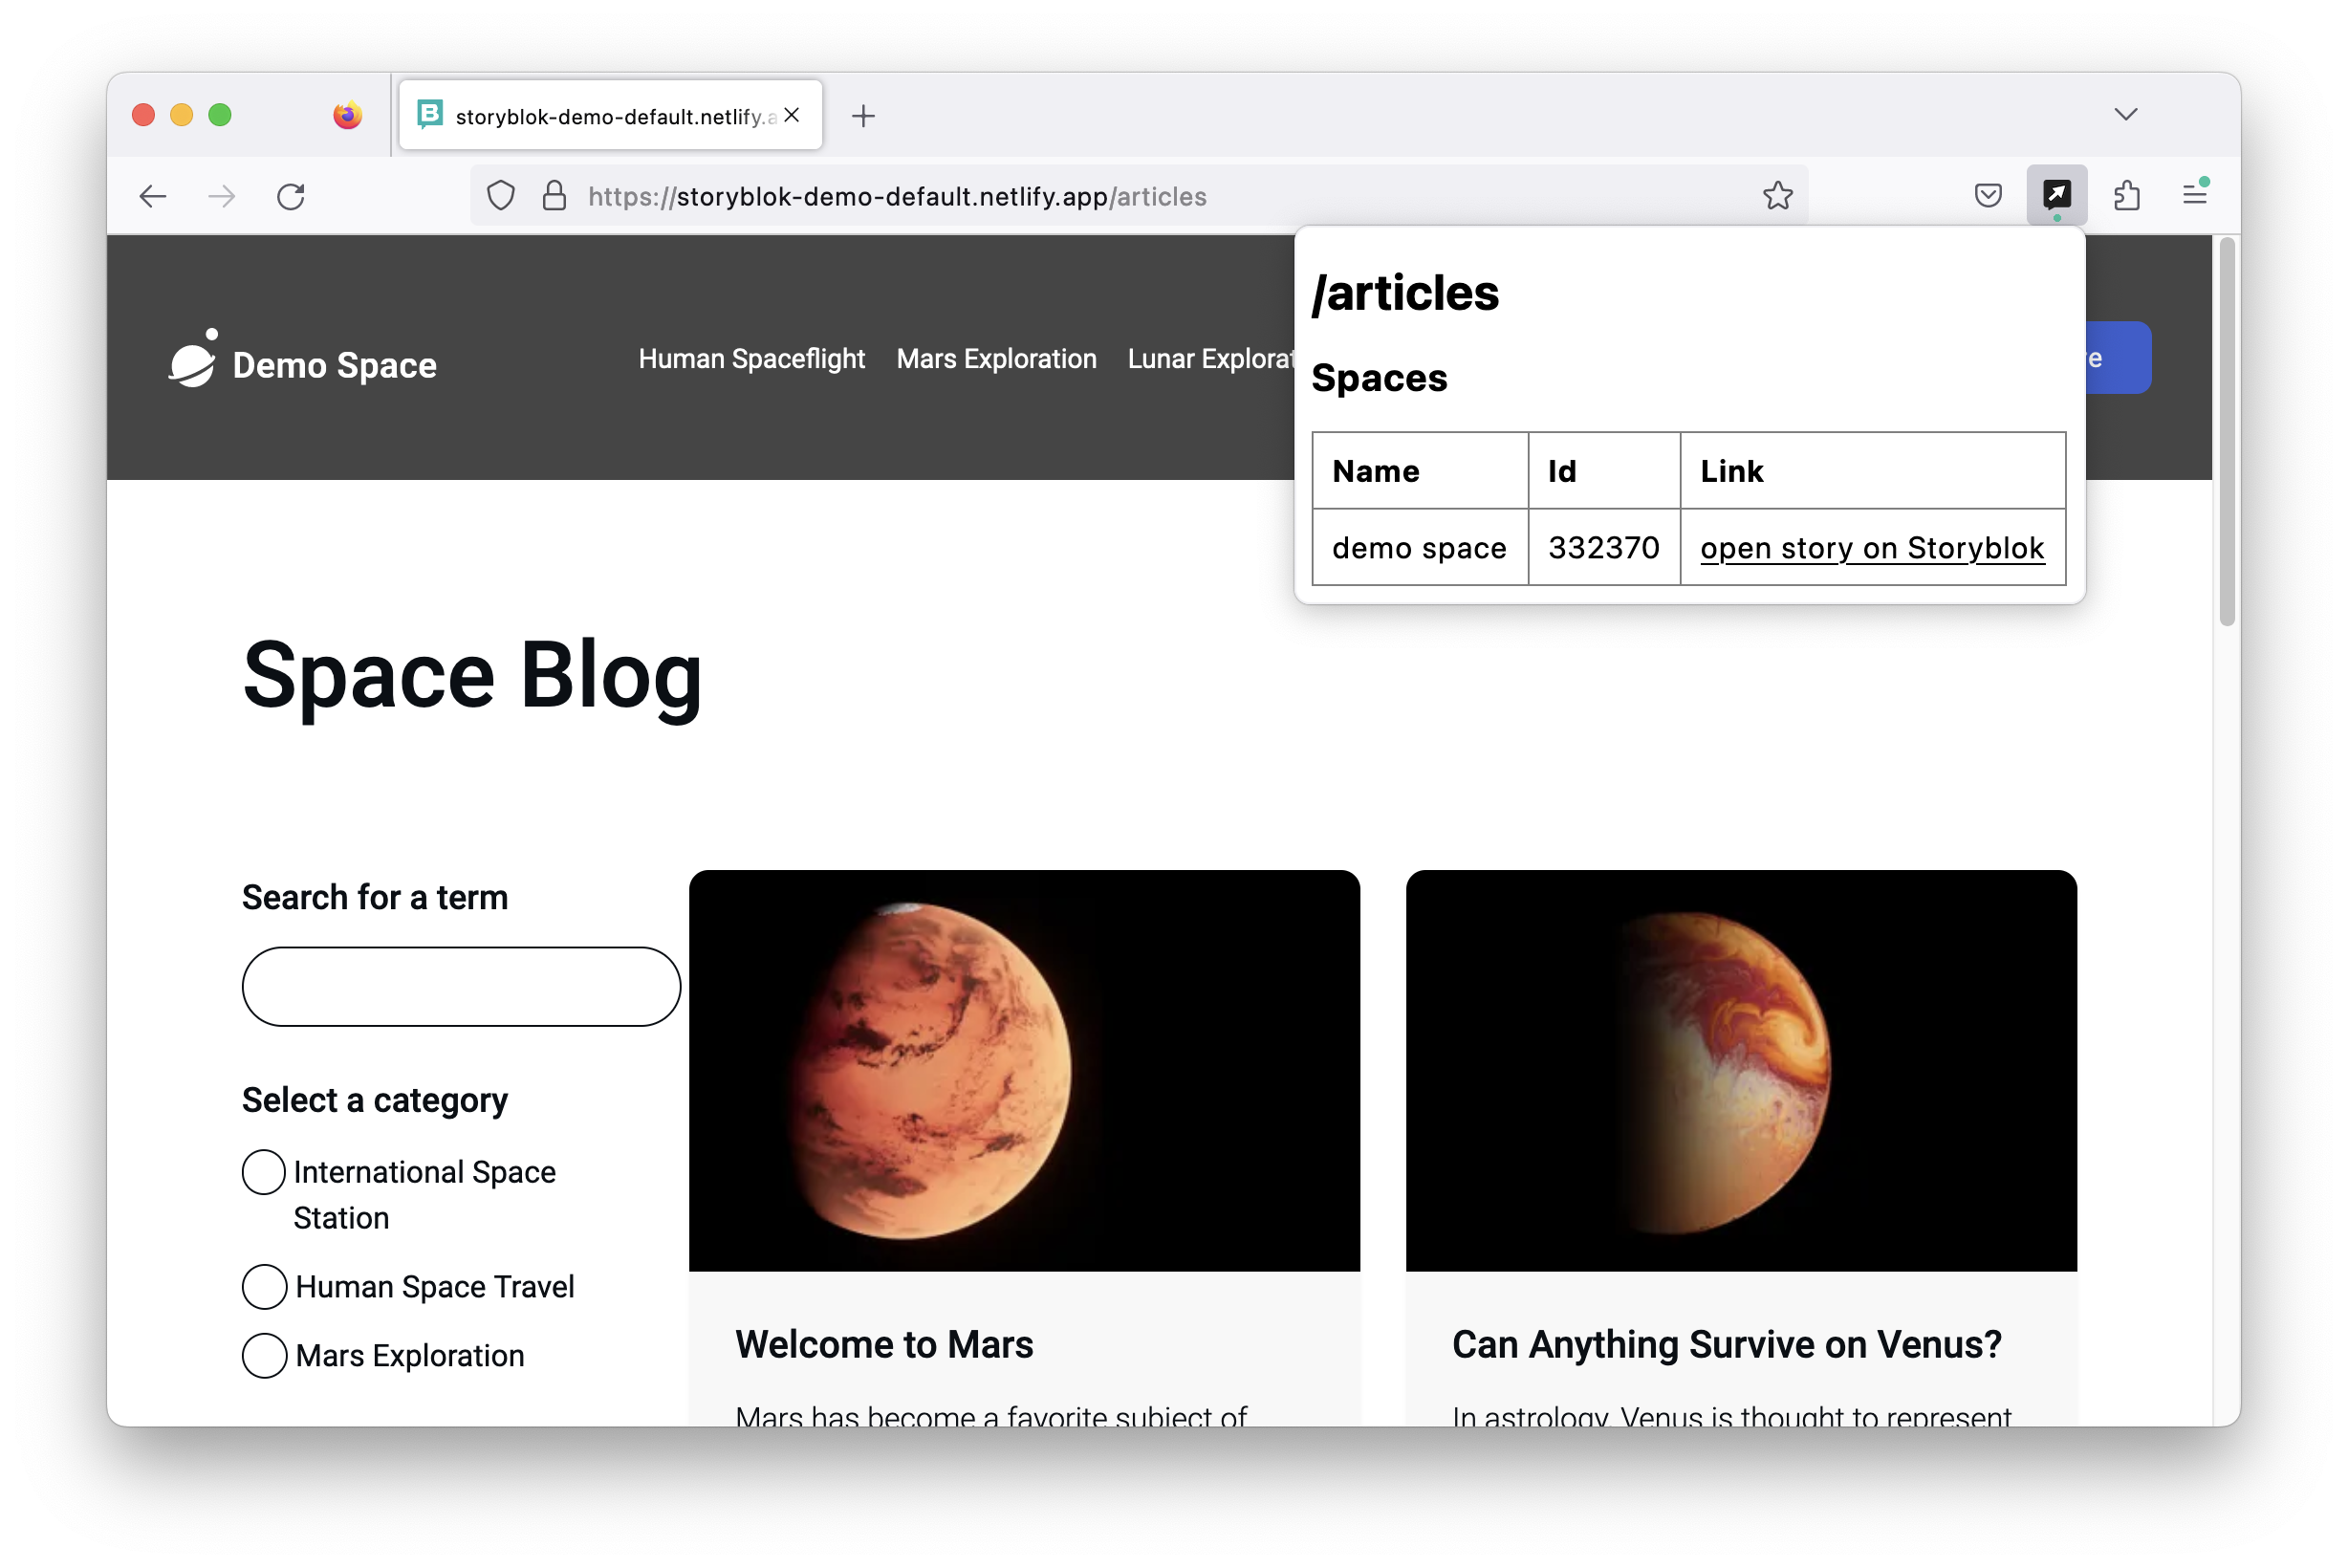 storyblok-demo-default.netlify.a
https://storyblok-demo-default.netlify.app/articles
Demo Space
Human Spaceflight
Mars Exploration
Lunar Explorat
/articles
Spaces
Name Id Link
demo space 332370 open story on Storyblok
Space Blog
Search for a term
Select a category
International Space
Station
Human Space Travel
Mars Exploration
Welcome to Mars
Mars has become a favorite subject of
Can Anything Survive on Venus?
In astrology, Venus is thought to represent